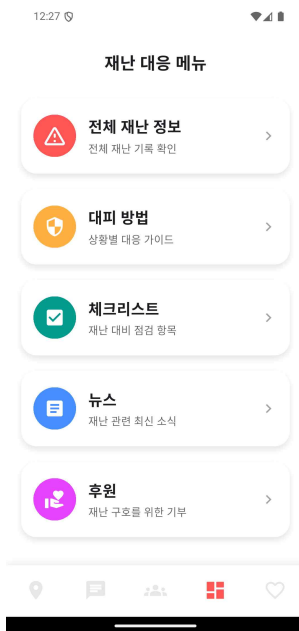 12:27
재난 대응 메뉴
전체 재난 정보
전체 재난 기록 확인
대피 방법
상황별 대응 가이드
체크리스트
재난 대비 점검 항목
뉴스
재난 관련 최신 소식
후원
재난 구호를 위한 기부